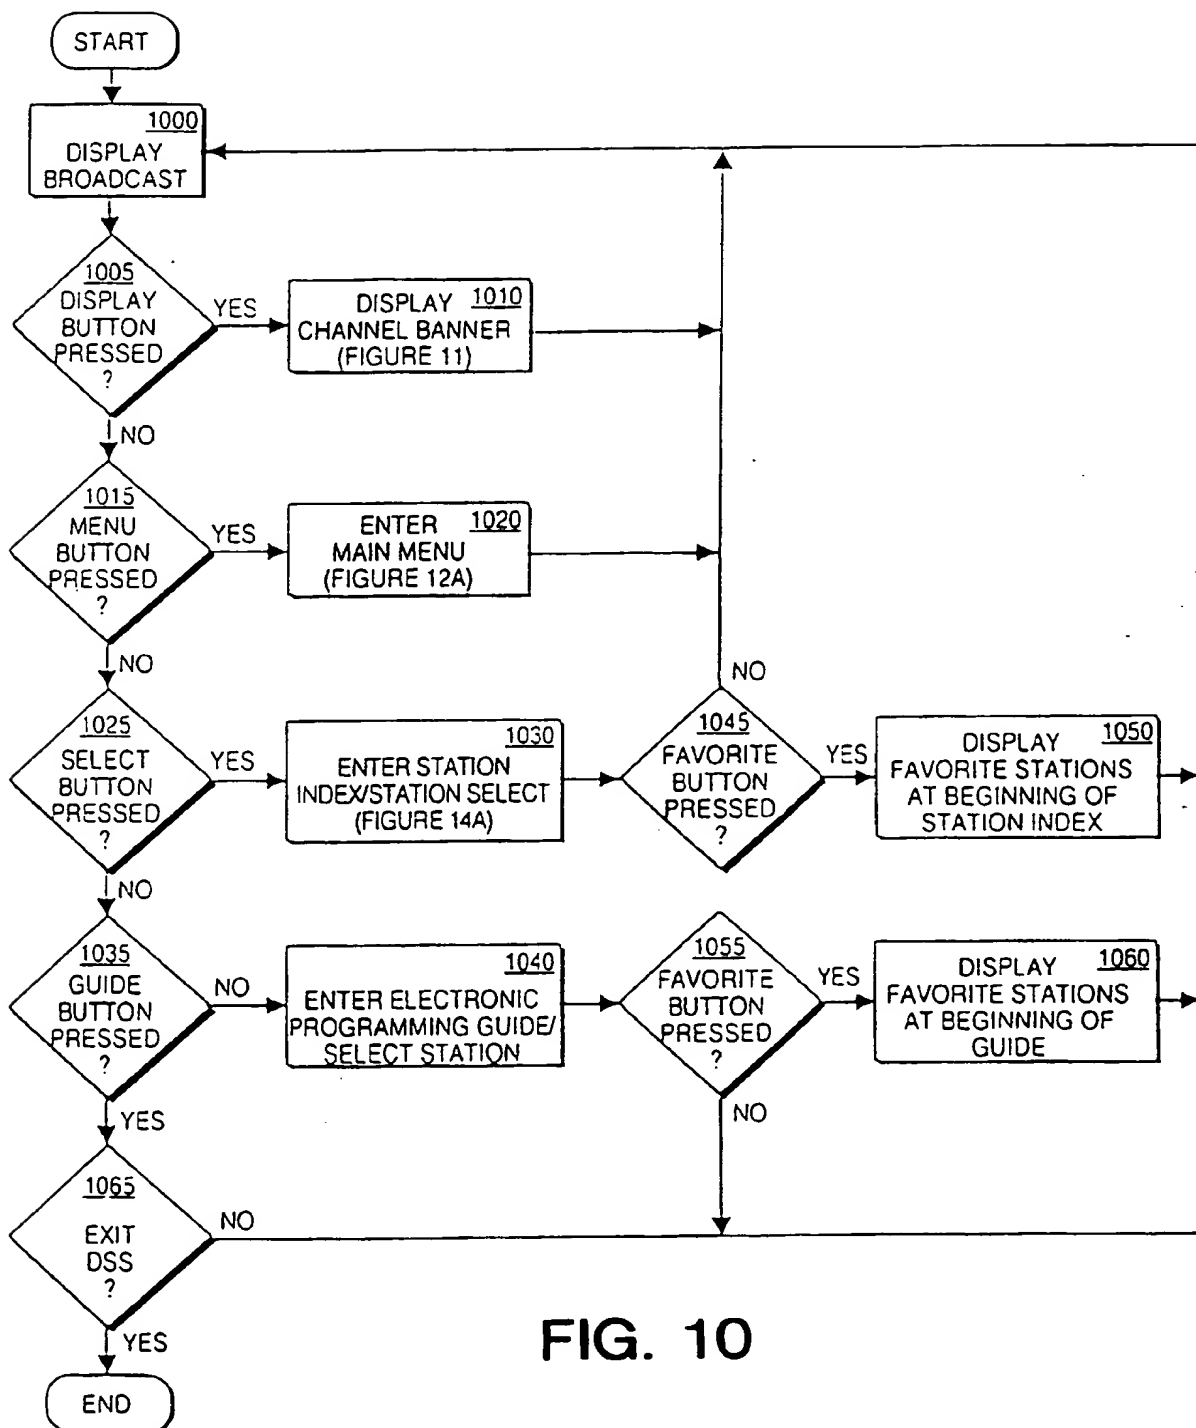 START
1000
DISPLAY
BROADCAST
1005
DISPLAY
BUTTON
PRESSED
?
YES
DISPLAY 1010
CHANNEL BANNER
(FIGURE 11)
NO
1015
MENU
BUTTON
PRESSED
?
YES
ENTER 1020
MAIN MENU
(FIGURE 12A)
NO
1025
SELECT
BUTTON
PRESSED
?
YES
1030
ENTER STATION
INDEX/STATION SELECT
(FIGURE 14A)
NO
1045
FAVORITE
BUTTON
PRESSED
?
YES
DISPLAY 1050
FAVORITE STATIONS
AT BEGINNING OF
STATION INDEX
NO
1035
GUIDE
BUTTON
PRESSED
?
NO
1040
ENTER ELECTRONIC
PROGRAMMING GUIDE/
SELECT STATION
1055
FAVORITE
BUTTON
PRESSED
?
YES
DISPLAY 1060
FAVORITE STATIONS
AT BEGINNING OF
GUIDE
NO
YES
1065
EXIT
DSS
?
NO
YES
END
FIG. 10